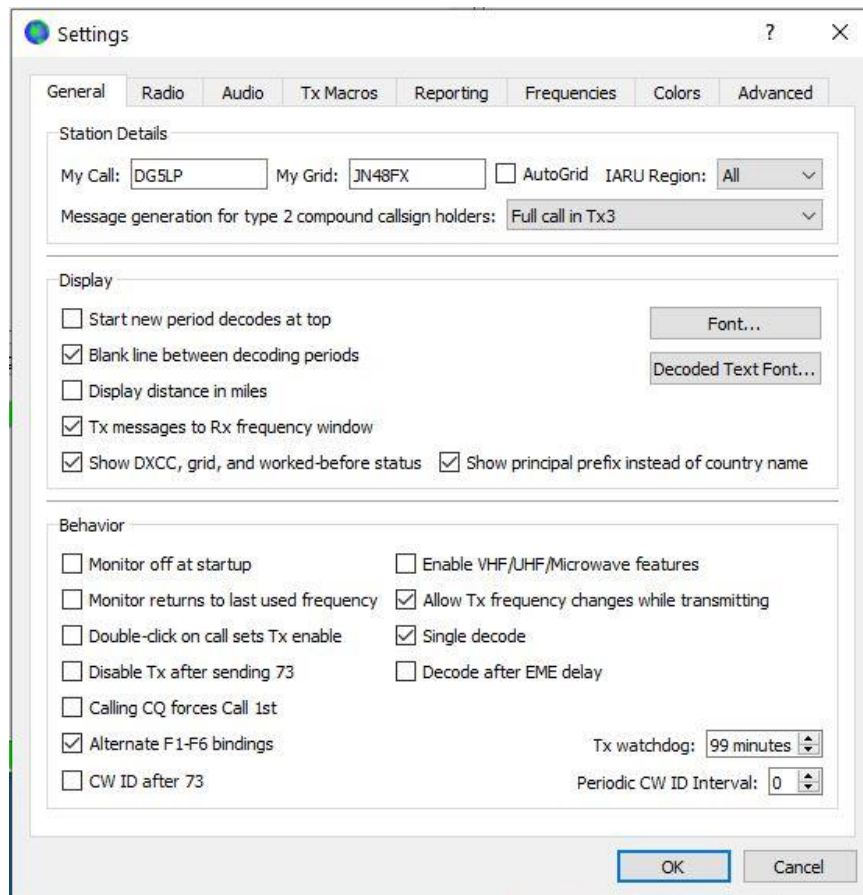 Settings
General Radio Audio Tx Macros Reporting Frequencies Colors Advanced
Station Details
My Call: DG5LP My Grid: JN48FX AutoGrid IARU Region: All
Message generation for type 2 compound callsign holders: Full call in Tx3
Display
Start new period decodes at top Font...
Blank line between decoding periods Decoded Text Font...
Display distance in miles
Tx messages to Rx frequency window
Show DXCC, grid, and worked-before status Show principal prefix instead of country name
Behavior
Monitor off at startup Enable VHF/UHF/Microwave features
Monitor returns to last used frequency Allow Tx frequency changes while transmitting
Double-click on call sets Tx enable Single decode
Disable Tx after sending 73 Decode after EME delay
Calling CQ forces Call 1st
Alternate F1-F6 bindings Tx watchdog: 99 minutes
CW ID after 73 Periodic CW ID Interval: 0
OK Cancel